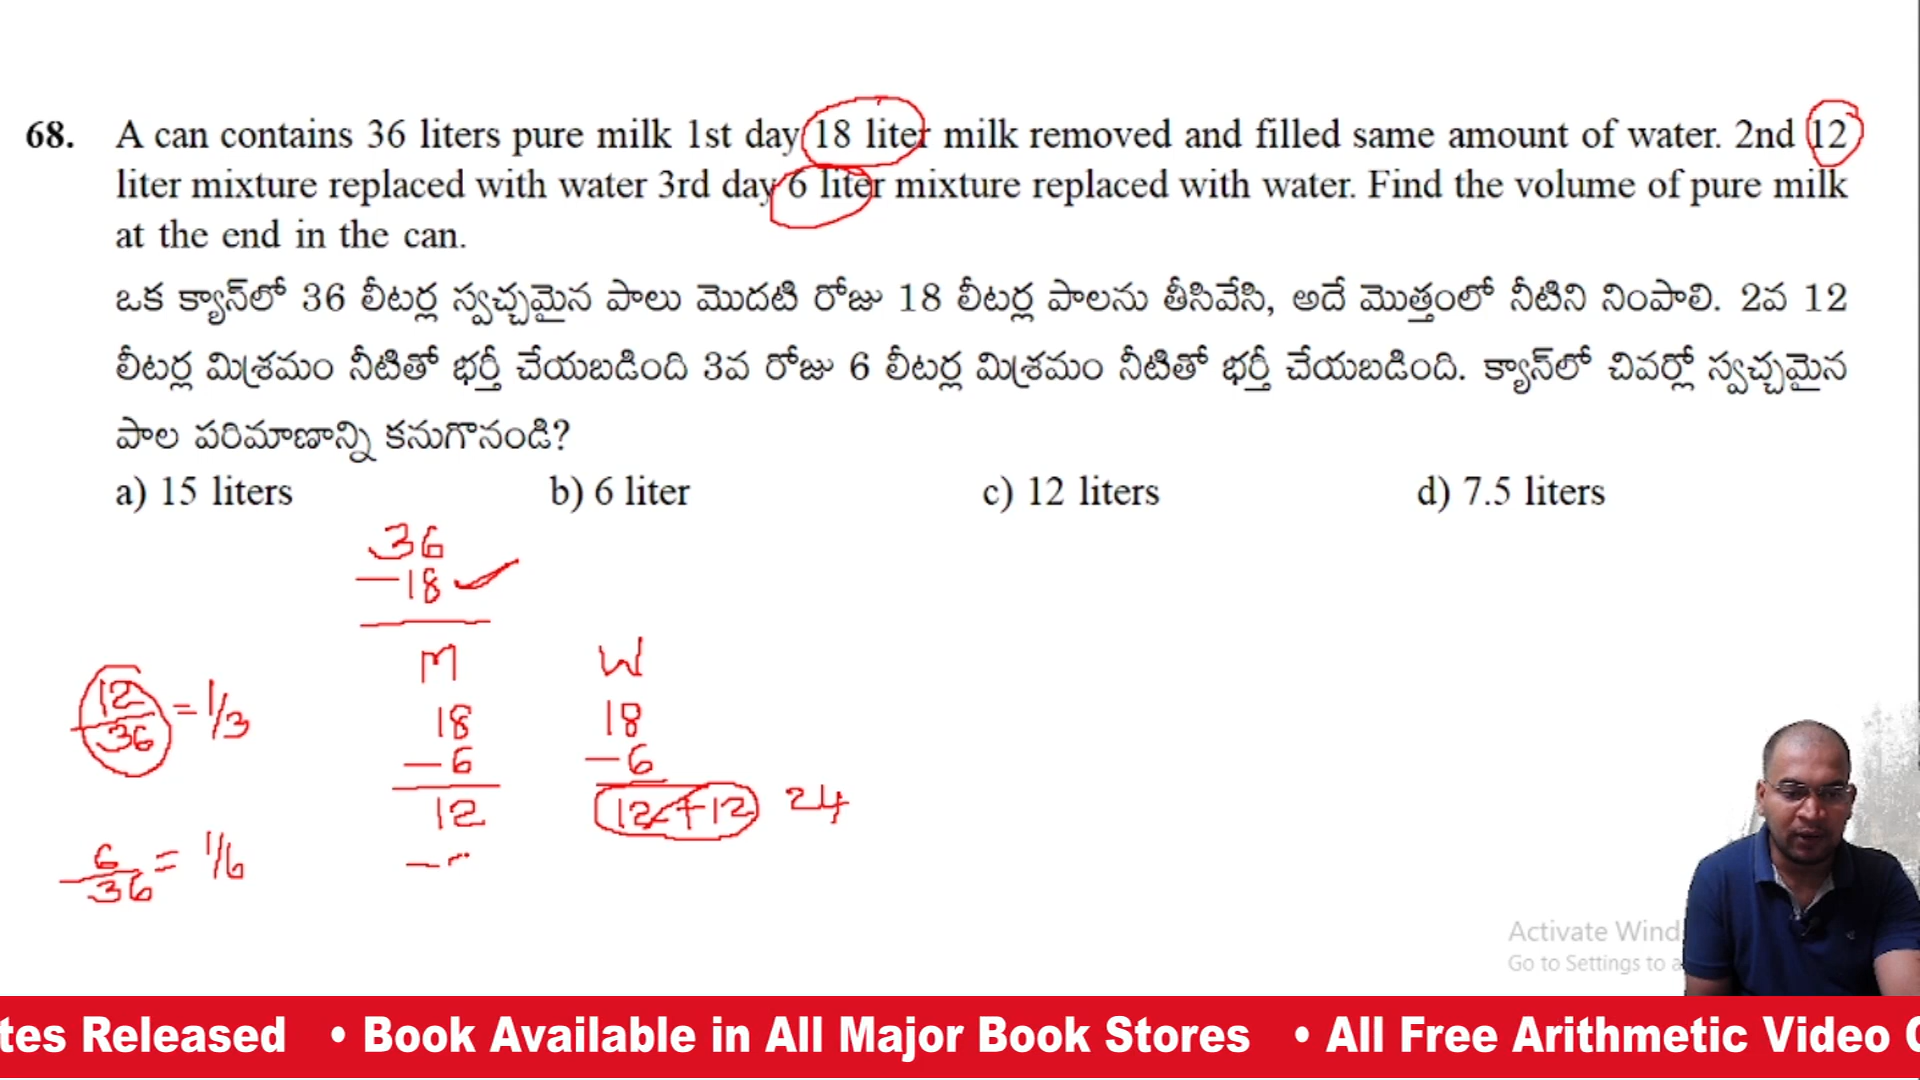 68. A can contains 36 liters pure milk 1st day 18 liter milk removed and filled same amount of water. 2nd 12
liter mixture replaced with water 3rd day 6 liter mixture replaced with water. Find the volume of pure milk
at the end in the can.
ఒక క్యాన్‌లో 36 లీటర్ల స్వచ్ఛమైన పాలు మొదటి రోజు 18 లీటర్ల పాలను తీసివేసి, అదే మొత్తంలో నీటిని నింపాలి. 2వ 12
లీటర్ల మిశ్రమం నీటితో భర్తీ చేయబడింది 3వ రోజు 6 లీటర్ల మిశ్రమం నీటితో భర్తీ చేయబడింది. క్యాన్‌లో చివర్లో స్వచ్ఛమైన
పాల పరిమాణాన్ని కనుగొనండి?
a) 15 liters b) 6 liter c) 12 liters d) 7.5 liters
36
-18
M W
12/36 = 1/3
18 18
-6 -6
12 12+12 24
6/36 = 1/6
Activate Wind
Go to Settings to a
tes Released • Book Available in All Major Book Stores • All Free Arithmetic Video